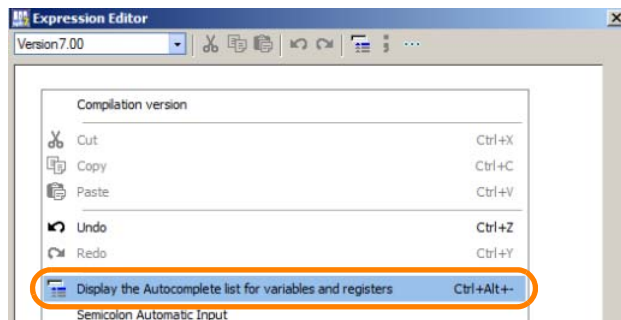 Expression Editor
Version7.00
Compilation version
Cut Ctrl+X
Copy Ctrl+C
Paste Ctrl+V
Undo Ctrl+Z
Redo Ctrl+Y
Display the Autocomplete list for variables and registers Ctrl+Alt+-
Semicolon Automatic Input